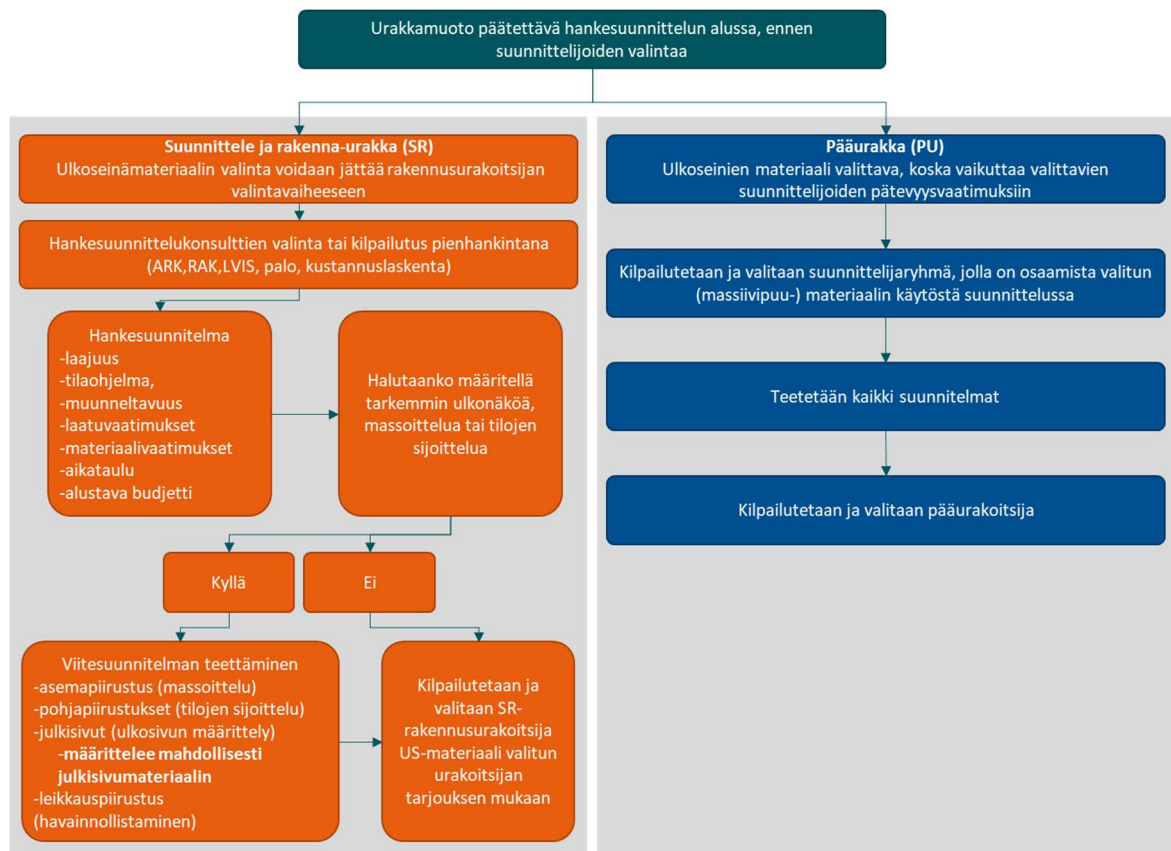 Urakkamuoto päätettävä hankesuunnittelun alussa, ennen
suunnittelijoiden valintaa
Suunnittele ja rakenna-urakka (SR)
Ulkoseinämateriaalin valinta voidaan jättää rakennusurakoitsijan
valintavaiheeseen
Hankesuunnittelukonsulttien valinta tai kilpailutus pienhankintana
(ARK,RAK,LVIS, palo, kustannuslaskenta)
Hankesuunnitelma
-laajuus
-tilaohjelma,
-muunneltavuus
-laatuvaatimukset
-materiaalivaatimukset
-aikataulu
-alustava budjetti
Halutaanko määritellä
tarkemmin ulkonäköä,
massoittelua tai tilojen
sijoittelua
Kyllä
Ei
Viitesuunnitelman teettäminen
-asemapiirustus (massoittelu)
-pohjapiirustukset (tilojen sijoittelu)
-julkisivut (ulkosivun määrittely)
-määrittelee mahdollisesti
julkisivumateriaalin
-leikkauspiirustus
(havainnollistaminen)
Kilpailutetaan ja
valitaan SR-
rakennusurakoitsija
US-materiaali valitun
urakoitsijan
tarjouksen mukaan
Pääurakka (PU)
Ulkoseinien materiaali valittava, koska vaikuttaa valittavien
suunnittelijoiden pätevyysvaatimuksiin
Kilpailutetaan ja valitaan suunnittelijaryhmä, jolla on osaamista valitun
(massiivipuu-) materiaalin käytöstä suunnittelussa
Teetetään kaikki suunnitelmat
Kilpailutetaan ja valitaan pääurakoitsija